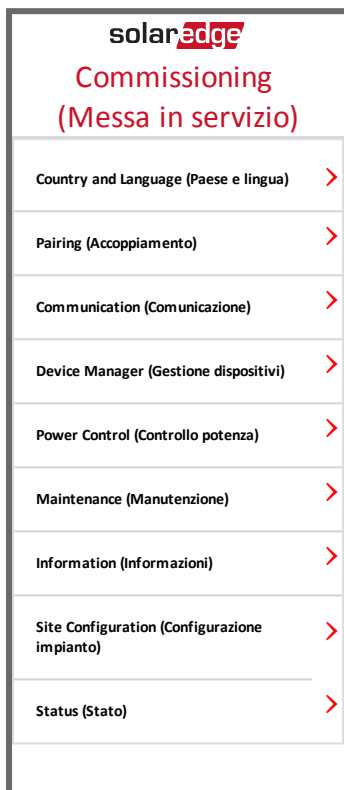 solaredge
Commissioning
(Messa in servizio)
Country and Language (Paese e lingua)
Pairing (Accoppiamento)
Communication (Comunicazione)
Device Manager (Gestione dispositivi)
Power Control (Controllo potenza)
Maintenance (Manutenzione)
Information (Informazioni)
Site Configuration (Configurazione
impianto)
Status (Stato)